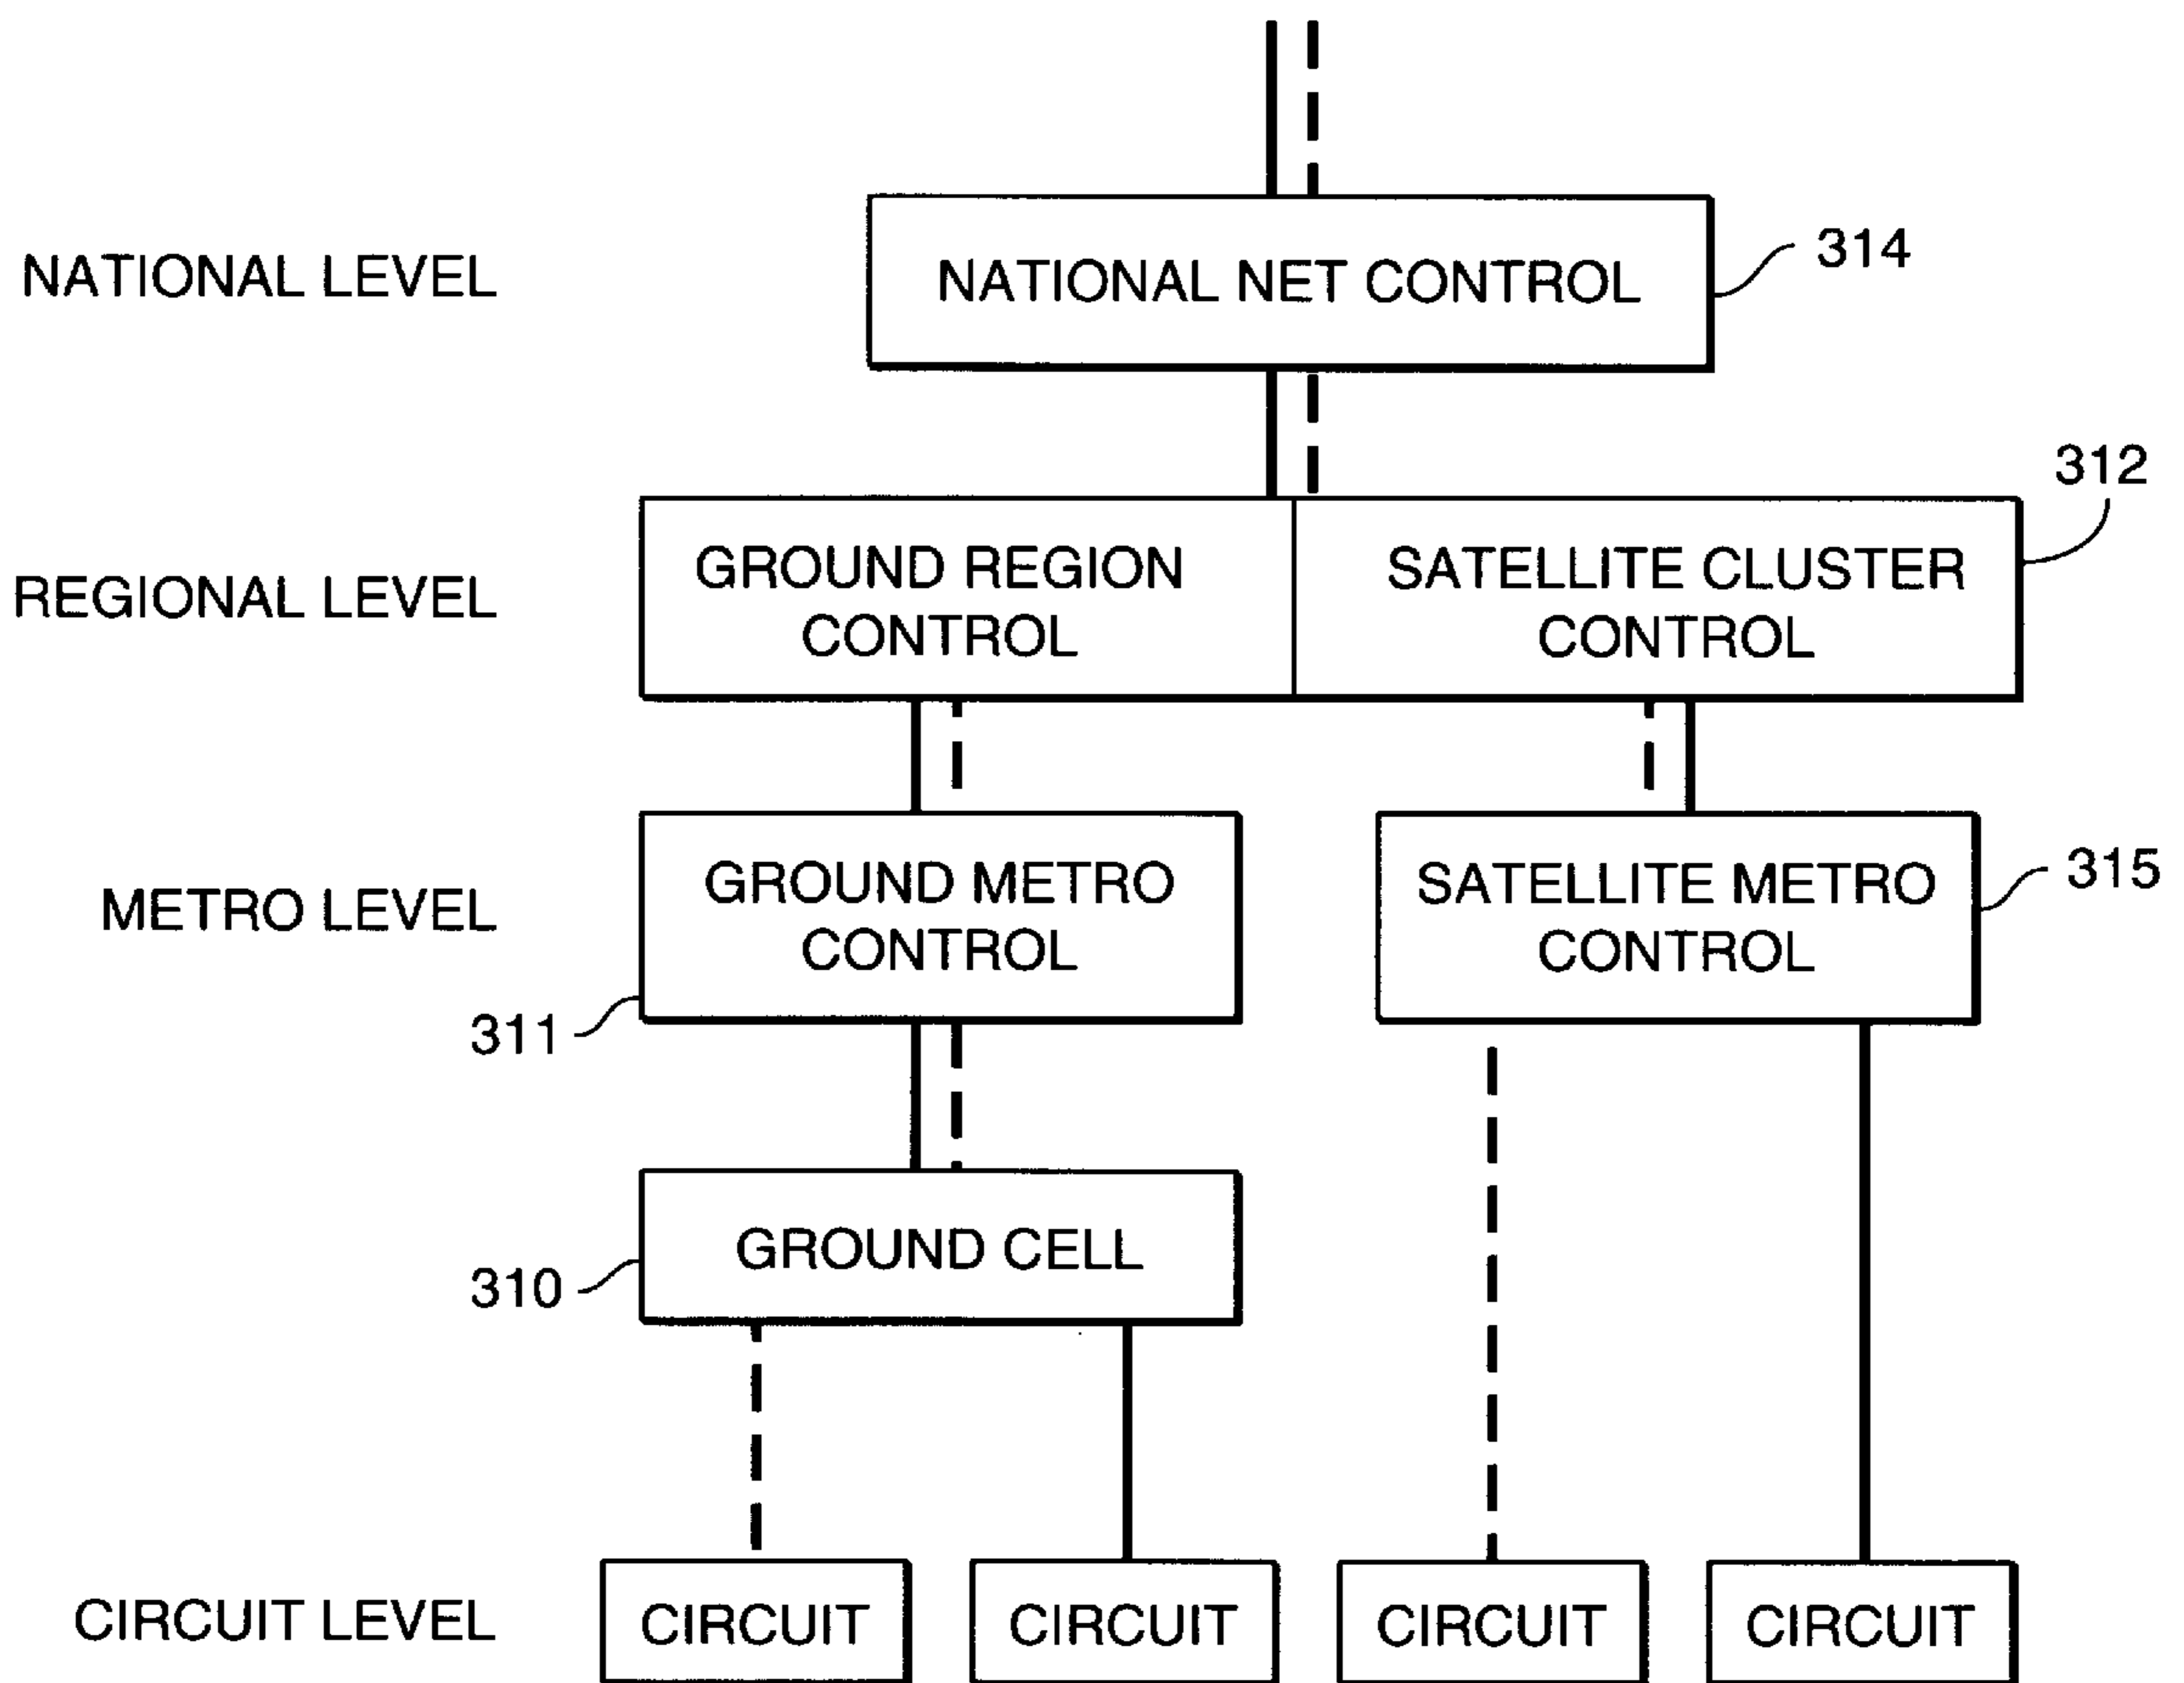 NATIONAL LEVEL
NATIONAL NET CONTROL
314
312
REGIONAL LEVEL
GROUND REGION
CONTROL
SATELLITE CLUSTER
CONTROL
METRO LEVEL
GROUND METRO
CONTROL
SATELLITE METRO
CONTROL
315
311
GROUND CELL
310
CIRCUIT LEVEL
CIRCUIT
CIRCUIT
CIRCUIT
CIRCUIT